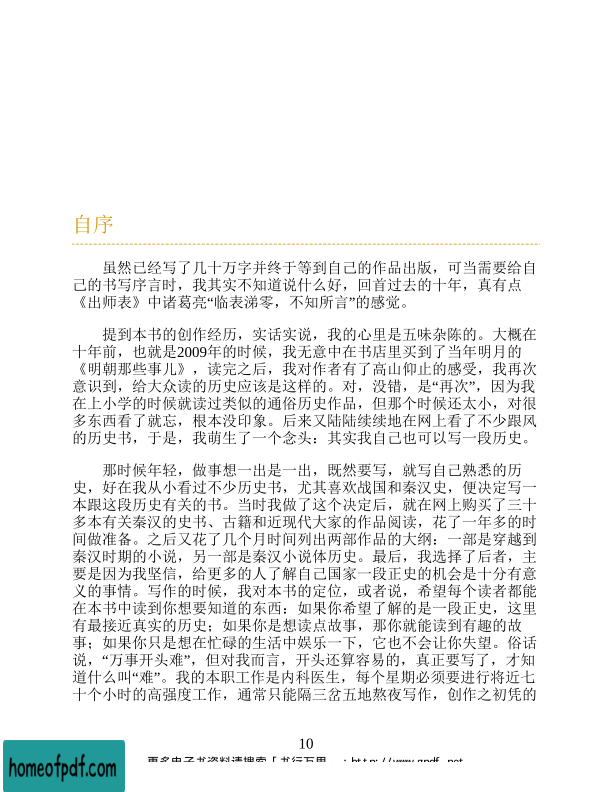 自序
虽然已经写了几十万字并终于等到自己的作品出版，可当需要给自
己的书写序言时，我其实不知道说什么好，回首过去的十年，真有点
《出师表》中诸葛亮“临表涕零，不知所言”的感觉。
提到本书的创作经历，实话实说，我的心里是五味杂陈的。大概在
十年前，也就是2009年的时候，我无意中在书店里买到了当年明月的
《明朝那些事儿》，读完之后，我对作者有了高山仰止的感受，我再次
意识到，给大众读的历史应该是这样的。对，没错，是“再次”，因为我
在上小学的时候就读过类似的通俗历史作品，但那个时候还太小，对很
多东西看了就忘，根本没印象。后来又陆陆续续地在网上看了不少跟风
的历史书，于是，我萌生了一个念头：其实我自己也可以写一段历史。
那时候年轻，做事想一出是一出，既然要写，就写自己熟悉的历
史，好在我从小看过不少历史书，尤其喜欢战国和秦汉史，便决定写一
本跟这段历史有关的书。当时我做了这个决定后，就在网上购买了三十
多本有关秦汉的史书、古籍和近现代大家的作品阅读，花了一年多的时
间做准备。之后又花了几个月时间列出两部作品的大纲：一部是穿越到
秦汉时期的小说，另一部是秦汉小说体历史。最后，我选择了后者，主
要是因为我坚信，给更多的人了解自己国家一段正史的机会是十分有意
义的事情。写作的时候，我对本书的定位，或者说，希望每个读者都能
在本书中读到你想要知道的东西：如果你希望了解的是一段正史，这里
有最接近真实的历史；如果你是想读点故事，那你就能读到有趣的故
事；如果你只是想在忙碌的生活中娱乐一下，它也不会让你失望。俗话
说，“万事开头难”，但对我而言，开头还算容易的，真正要写了，才知
道什么叫“难”。我的本职工作是内科医生，每个星期必须要进行将近七
十个小时的高强度工作，通常只能隔三岔五地熬夜写作，创作之初凭的
10
homeofpdf.com